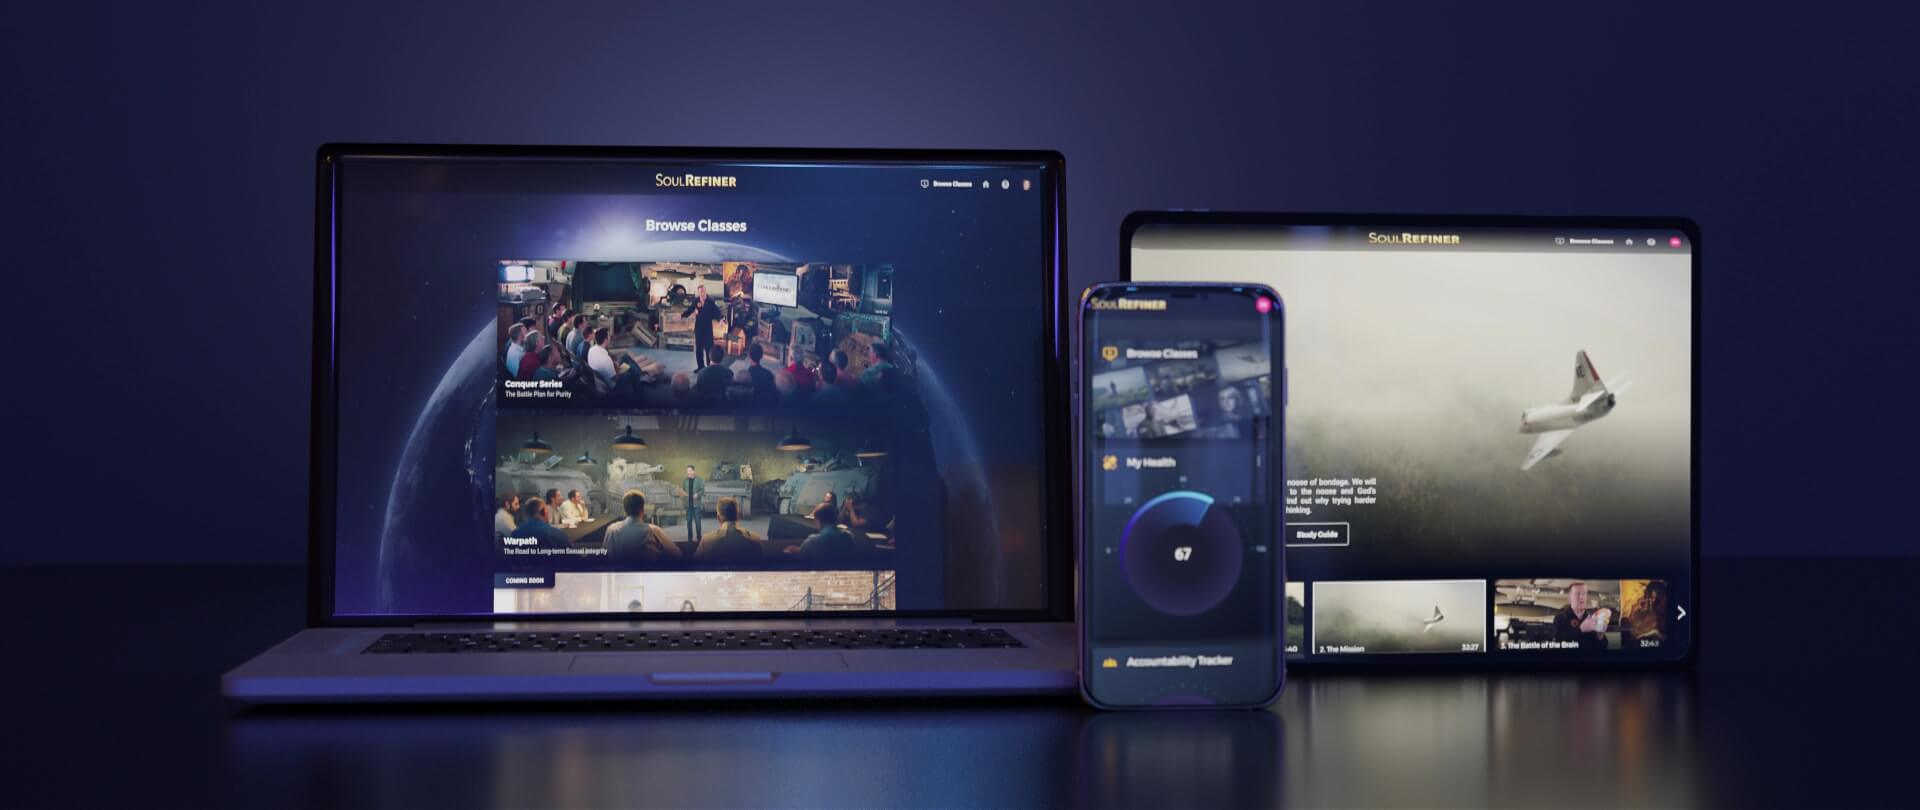 SOULREFINER
Browse Classes
Browse Classes
Conquer Series
The Battle Plan for Purity
Warpath
The Road to Long-term Sexual Integrity
COMING SOON
SOULREFINER
Browse Classes
My Health
67
Accountability Tracker
SOULREFINER
Browse Classes
noose of bondage. We will
to the noose and God's
ind out why trying harder
hinking.
Study Guide
:40
2. The Mission
33:27
3. The Battle of the Brain
32:43